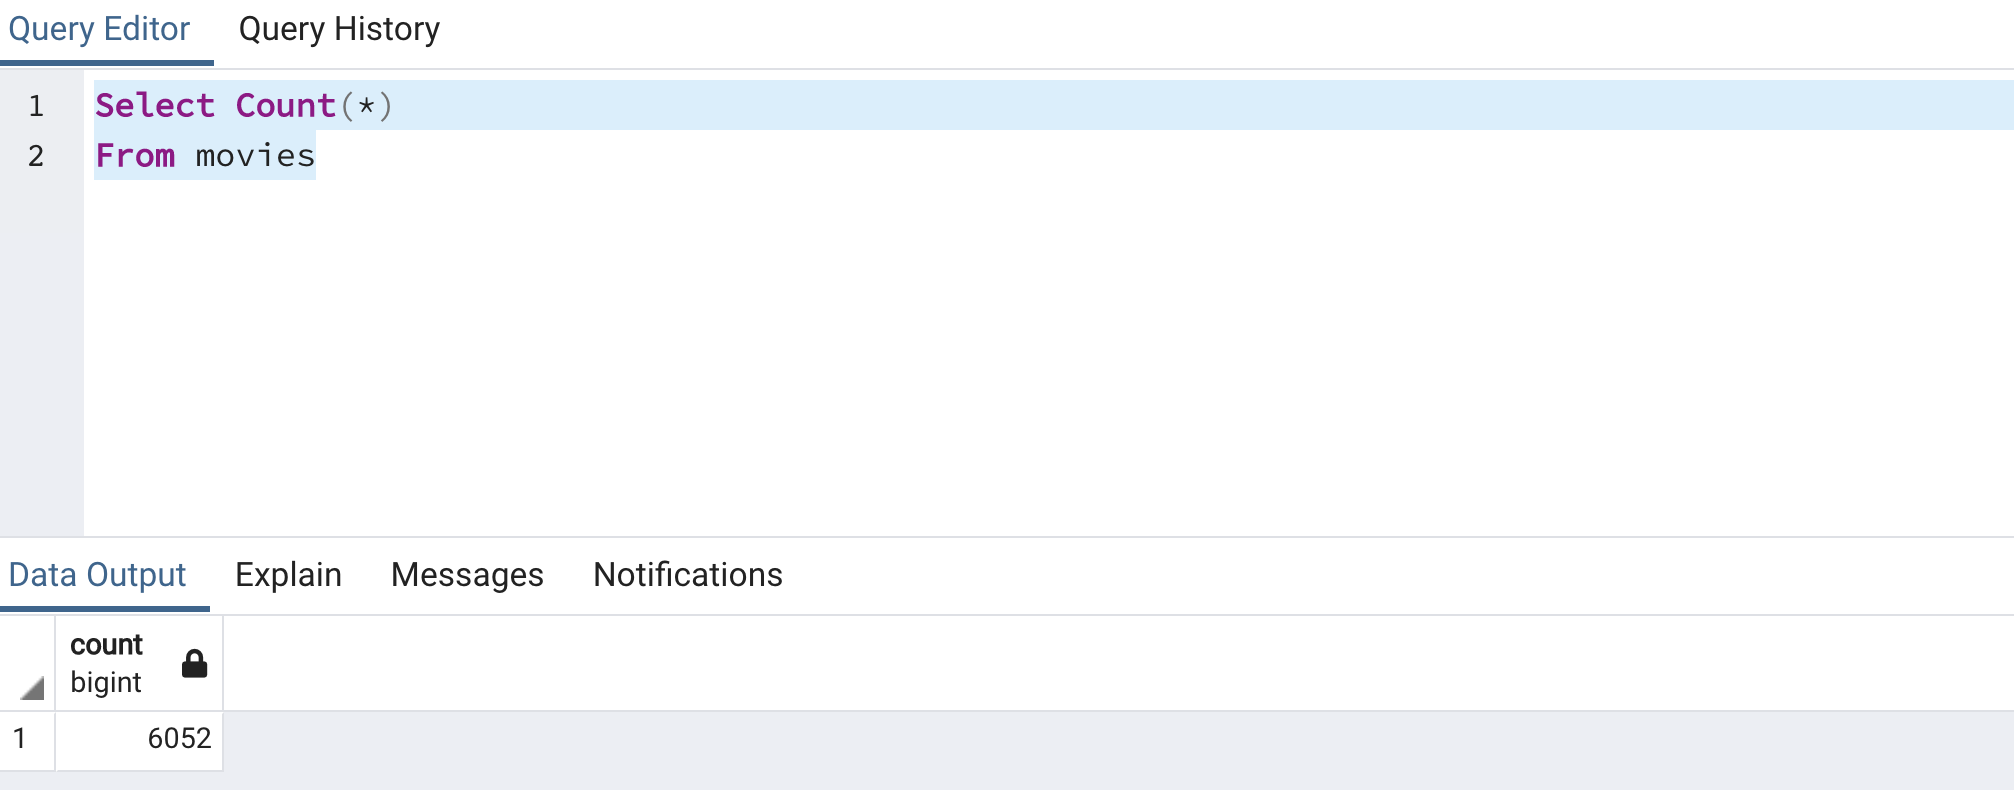 Query Editor Query History
1 Select Count(*)
2 From movies
Data Output Explain Messages Notifications
count
bigint
1 6052